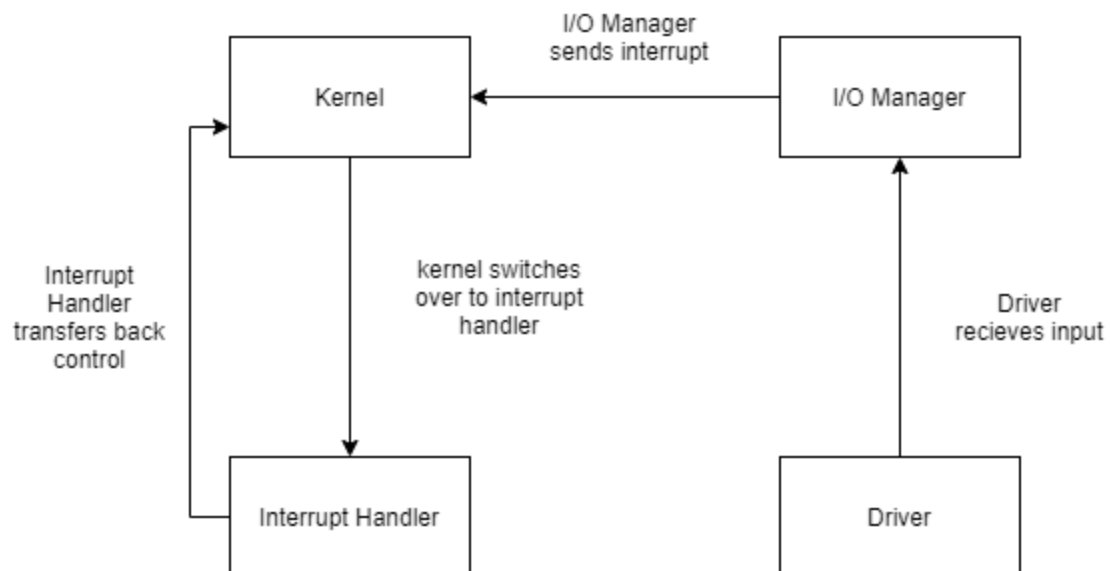 I/O Manager
sends interrupt
Kernel
I/O Manager
Interrupt
Handler
transfers back
control
kernel switches
over to interrupt
handler
Driver
recieves input
Interrupt Handler
Driver